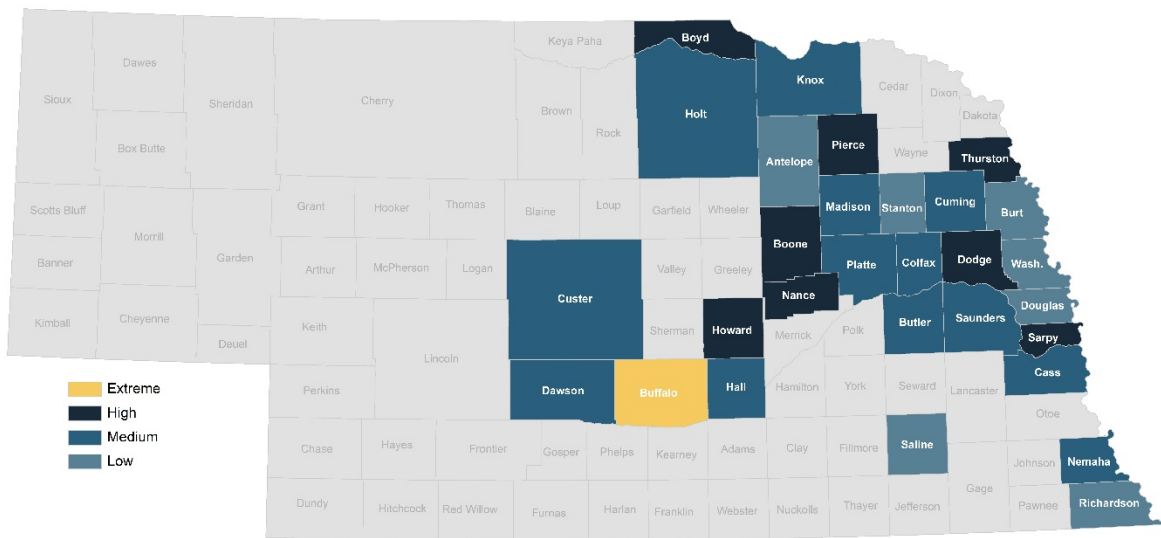 Keya Paha
Boyd
Knox
Cedar
Dixon
Dakota
Dawes
Sioux
Sheridan
Cherry
Brown
Rock
Holt
Box Butte
Antelope
Pierce
Wayne
Thurston
Scotts Bluff
Morrill
Garden
Grant
Hooker
Thomas
Blaine
Loup
Garfield
Wheeler
Madison
Stanton
Cuming
Burt
Banner
Arthur
McPherson
Logan
Custer
Valley
Greeley
Boone
Platte
Colfax
Dodge
Wash.
Kimball
Cheyenne
Deuel
Keith
Lincoln
Sherman
Howard
Nance
Merrick
Polk
Butler
Saunders
Douglas
Sarpy
Perkins
Dawson
Buffalo
Hall
Hamilton
York
Seward
Lancaster
Cass
Otoe
Chase
Hayes
Frontier
Gosper
Phelps
Kearney
Adams
Clay
Fillmore
Saline
Johnson
Nemaha
Dundy
Hitchcock
Red Willow
Furnas
Harlan
Franklin
Webster
Nuckolls
Thayer
Jefferson
Gage
Pawnee
Richardson
Extreme
High
Medium
Low